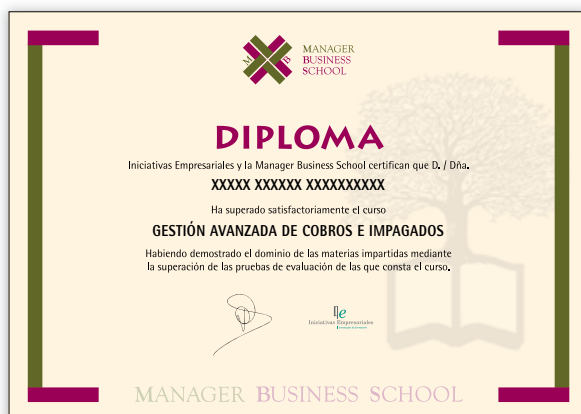 M B
MANAGER
BUSINESS
SCHOOL
DIPLOMA
Iniciativas Empresariales y la Manager Business School certifican que D. / Dña.
XXXXX XXXXXX XXXXXXXXXX
Ha superado satisfactoriamente el curso
GESTIÓN AVANZADA DE COBROS E IMPAGADOS
Habiendo demostrado el dominio de las materias impartidas mediante
la superación de las pruebas de evaluación de las que consta el curso.
Ie
Iniciativas Empresariales
MANAGER BUSINESS SCHOOL